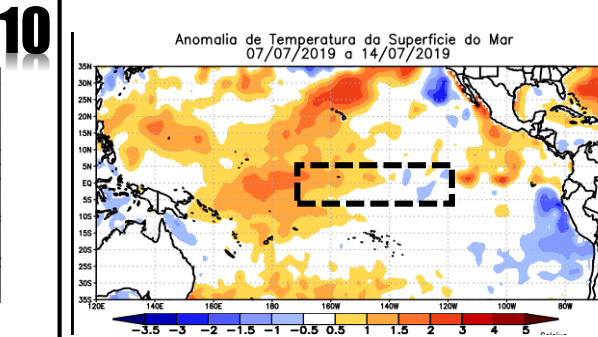 10
Anomalia de Temperatura da Superficie do Mar
07/07/2019 a 14/07/2019
35N
30N
25N
20N
15N
10N
5N
EQ
5S
10S
15S
20S
25S
30S
35S
120E 140E 160E 180 160W 140W 120W 100W 80W
-3.5 -3 -2 -1.5 -1 -0.5 0.5 1 1.5 2 3 4 5